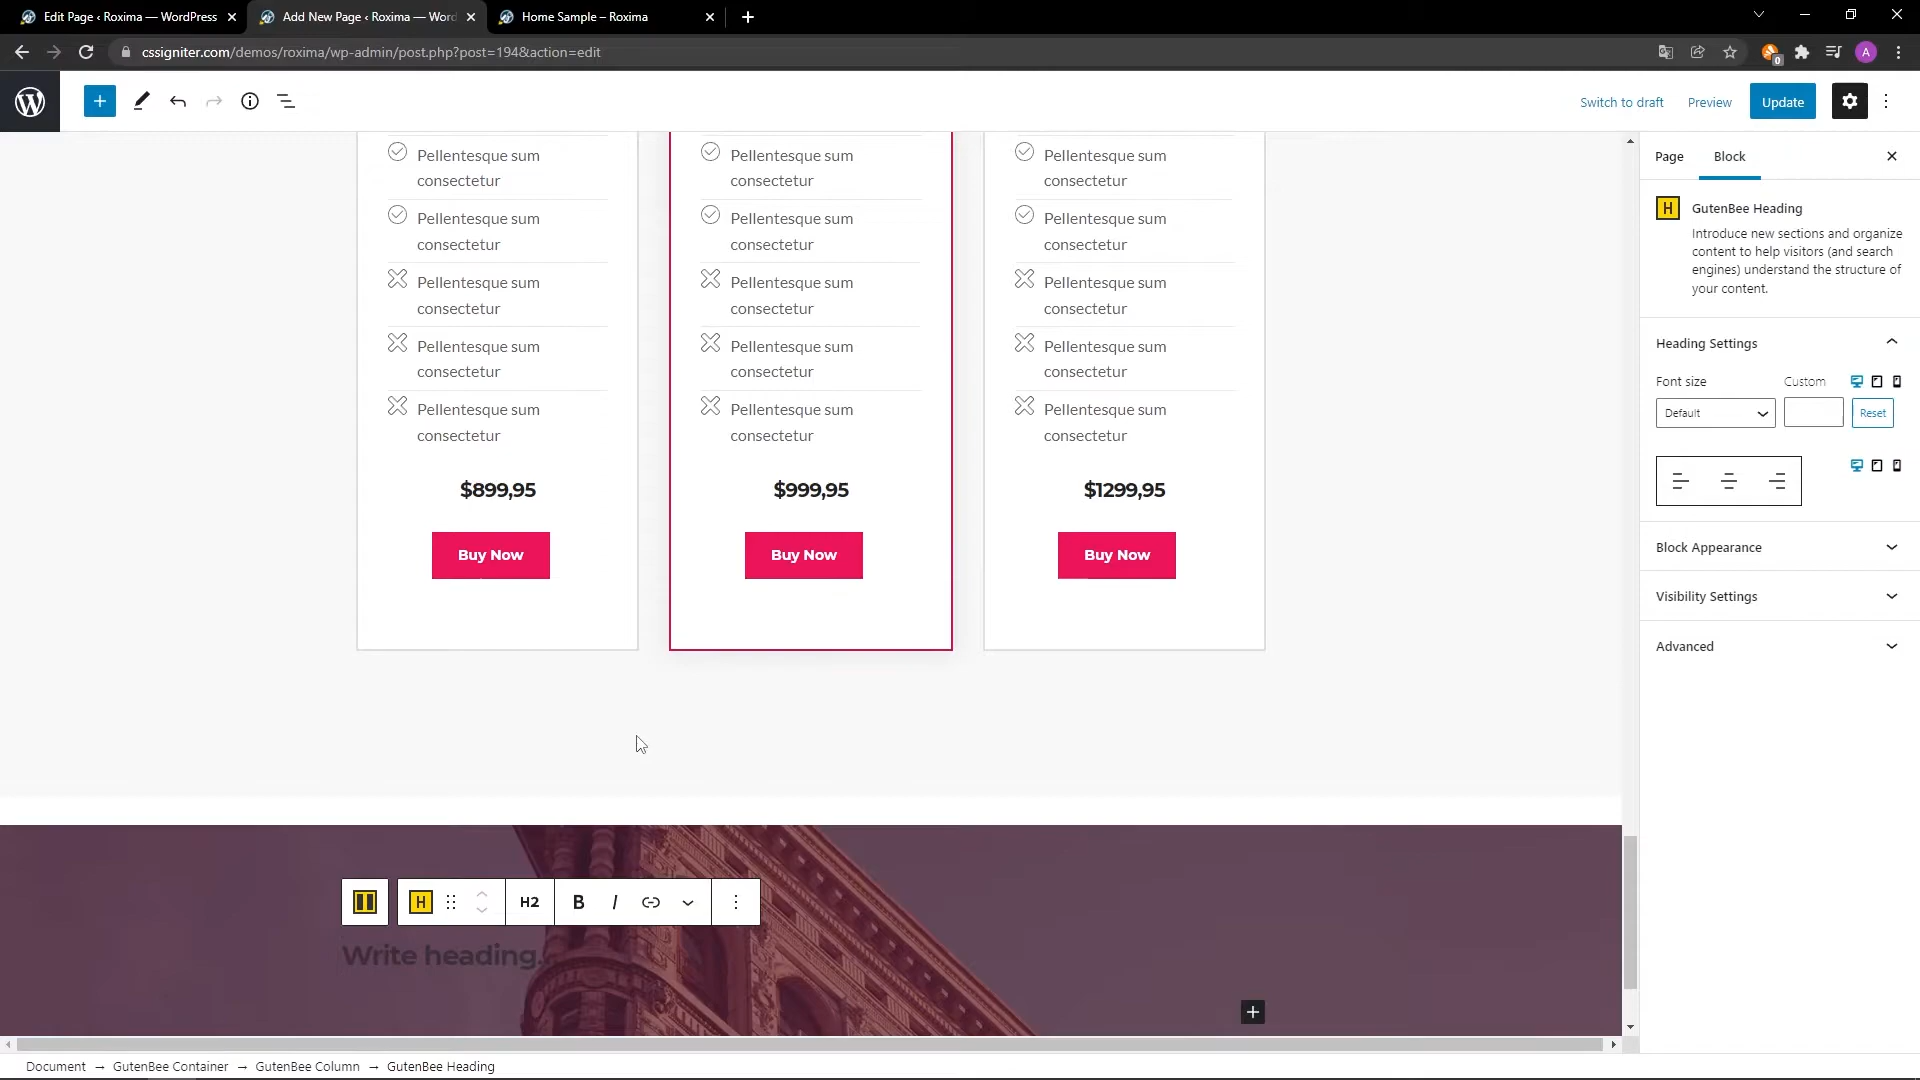 Edit Page ‹ Roxima — WordPress
Add New Page ‹ Roxima — Word
Home Sample – Roxima
cssigniter.com/demos/roxima/wp-admin/post.php?post=194&action=edit
0
A
Switch to draft
Preview
Update
Pellentesque sum
consectetur
Pellentesque sum
consectetur
Pellentesque sum
consectetur
Pellentesque sum
consectetur
Pellentesque sum
consectetur
$899,95
Buy Now
Pellentesque sum
consectetur
Pellentesque sum
consectetur
Pellentesque sum
consectetur
Pellentesque sum
consectetur
Pellentesque sum
consectetur
$999,95
Buy Now
Pellentesque sum
consectetur
Pellentesque sum
consectetur
Pellentesque sum
consectetur
Pellentesque sum
consectetur
Pellentesque sum
consectetur
$1299,95
Buy Now
H
H2
B
I
Write heading...
Page
Block
H
GutenBee Heading
Introduce new sections and organize
content to help visitors (and search
engines) understand the structure of
your content.
Heading Settings
Font size
Custom
Default
Reset
Block Appearance
Visibility Settings
Advanced
Document → GutenBee Container → GutenBee Column → GutenBee Heading